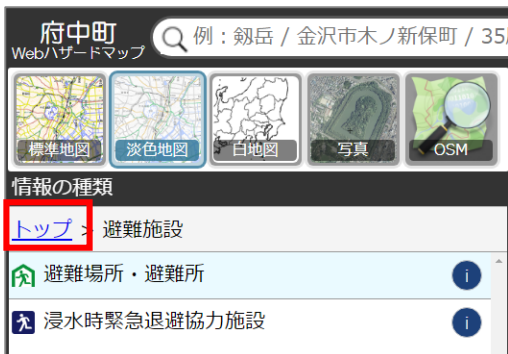 府中町
Webハザードマップ
例：剱岳 / 金沢市木ノ新保町 / 35
標準地図
淡色地図
白地図
写真
OSM
情報の種類
トップ > 避難施設
避難場所・避難所
i
浸水時緊急退避協力施設
i